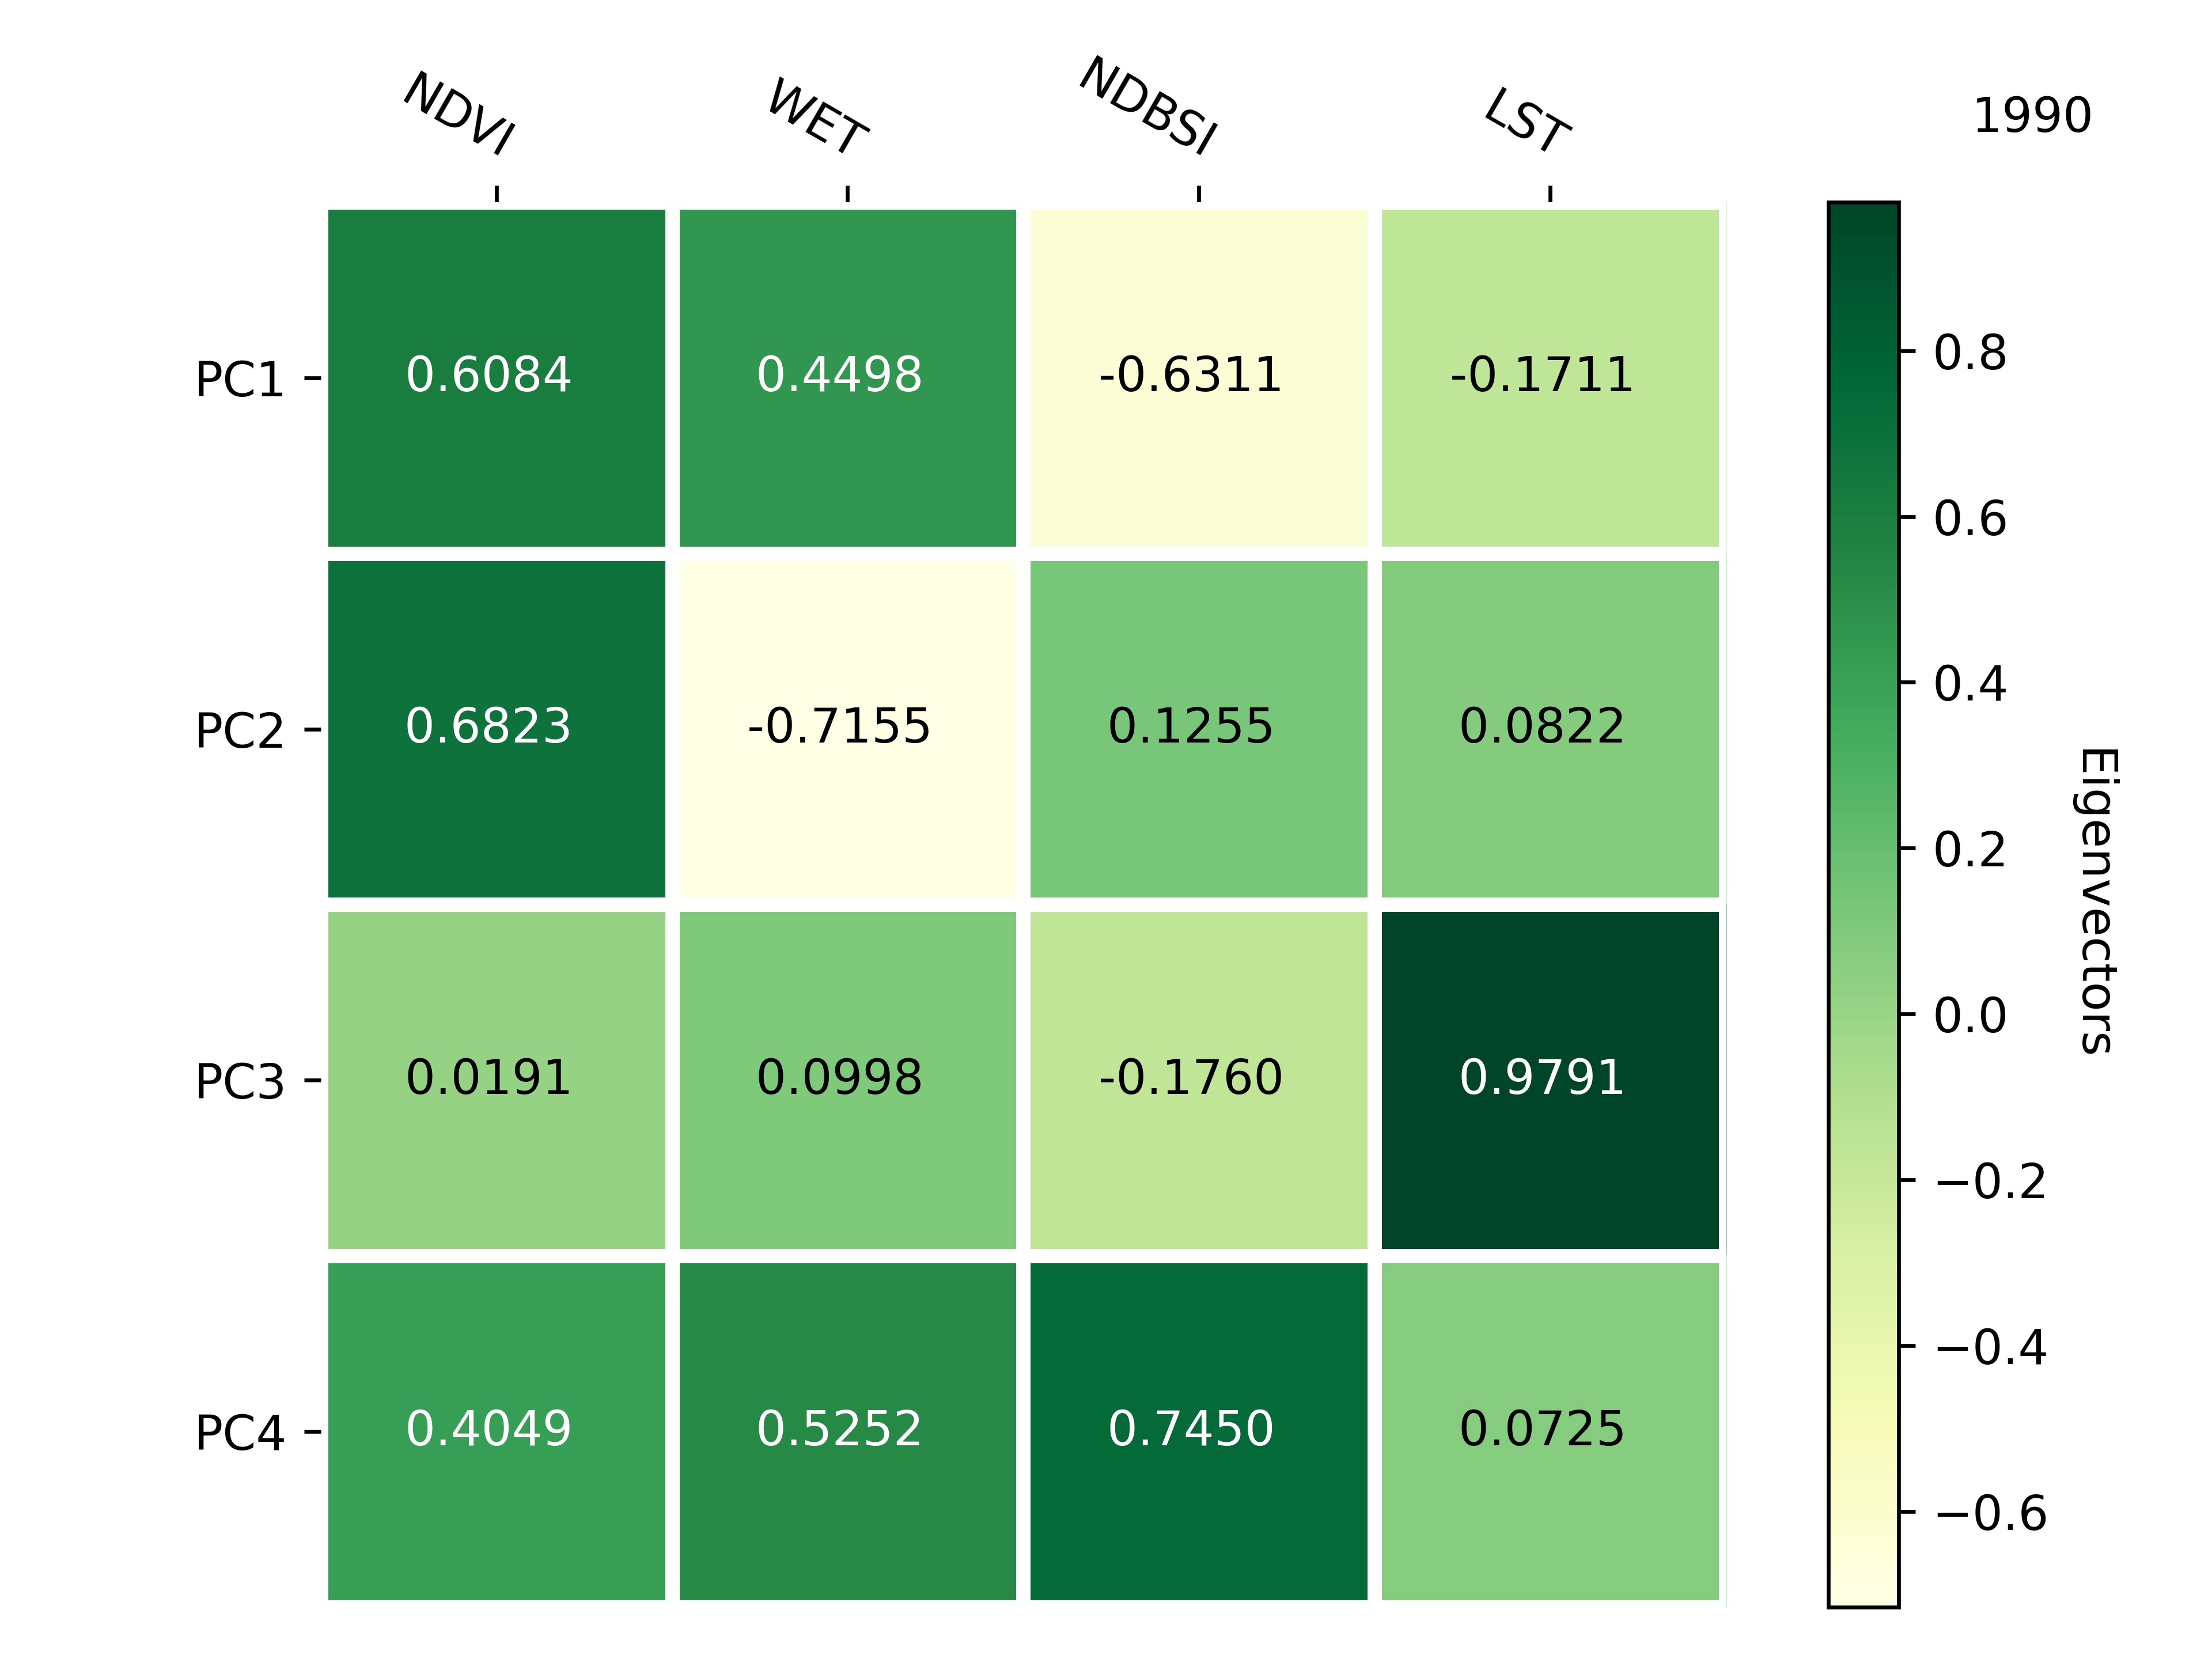 NDVI WET NDBSI LST
1990
PC1 0.6084 0.4498 -0.6311 -0.1711
PC2 0.6823 -0.7155 0.1255 0.0822
PC3 0.0191 0.0998 -0.1760 0.9791
PC4 0.4049 0.5252 0.7450 0.0725
0.8
0.6
0.4
0.2
0.0
−0.2
−0.4
−0.6
Eigenvectors